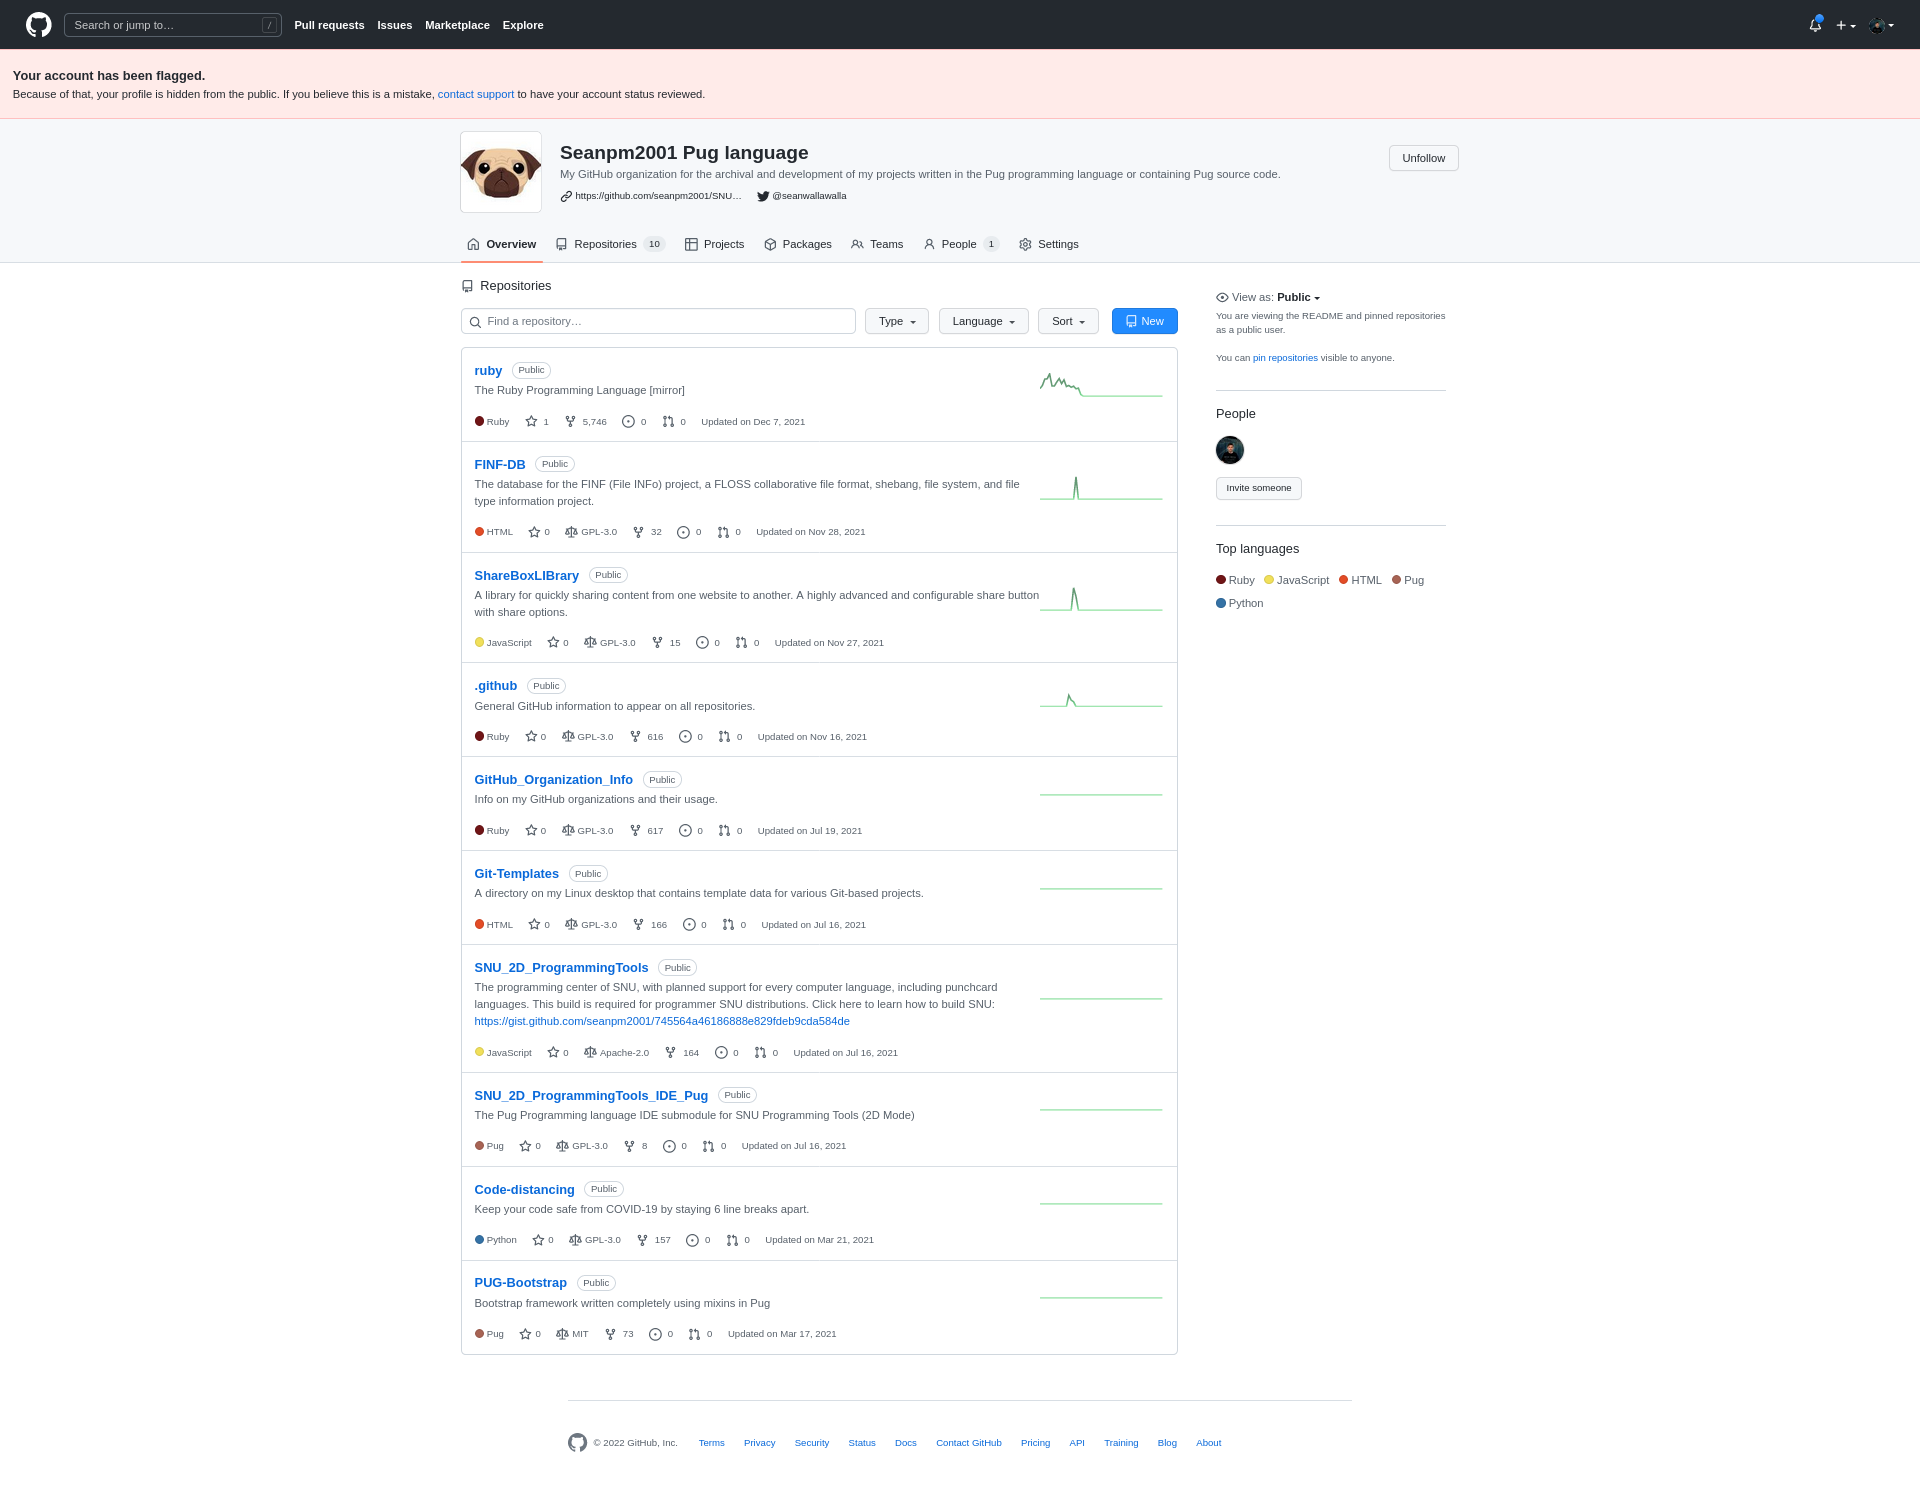 Search or jump to…
/
Pull requests
Issues
Marketplace
Explore
Your account has been flagged.
Because of that, your profile is hidden from the public. If you believe this is a mistake, contact support to have your account status reviewed.
Seanpm2001 Pug language
Unfollow
My GitHub organization for the archival and development of my projects written in the Pug programming language or containing Pug source code.
https://github.com/seanpm2001/SNU…
@seanwallawalla
Overview
Repositories 10
Projects
Packages
Teams
People 1
Settings
Repositories
Find a repository…
Type
Language
Sort
New
ruby Public
The Ruby Programming Language [mirror]
Ruby 1 5,746 0 0 Updated on Dec 7, 2021
FINF-DB Public
The database for the FINF (File INFo) project, a FLOSS collaborative file format, shebang, file system, and file
type information project.
HTML 0 GPL-3.0 32 0 0 Updated on Nov 28, 2021
ShareBoxLIBrary Public
A library for quickly sharing content from one website to another. A highly advanced and configurable share button
with share options.
JavaScript 0 GPL-3.0 15 0 0 Updated on Nov 27, 2021
.github Public
General GitHub information to appear on all repositories.
Ruby 0 GPL-3.0 616 0 0 Updated on Nov 16, 2021
GitHub_Organization_Info Public
Info on my GitHub organizations and their usage.
Ruby 0 GPL-3.0 617 0 0 Updated on Jul 19, 2021
Git-Templates Public
A directory on my Linux desktop that contains template data for various Git-based projects.
HTML 0 GPL-3.0 166 0 0 Updated on Jul 16, 2021
SNU_2D_ProgrammingTools Public
The programming center of SNU, with planned support for every computer language, including punchcard
languages. This build is required for programmer SNU distributions. Click here to learn how to build SNU:
https://gist.github.com/seanpm2001/745564a46186888e829fdeb9cda584de
JavaScript 0 Apache-2.0 164 0 0 Updated on Jul 16, 2021
SNU_2D_ProgrammingTools_IDE_Pug Public
The Pug Programming language IDE submodule for SNU Programming Tools (2D Mode)
Pug 0 GPL-3.0 8 0 0 Updated on Jul 16, 2021
Code-distancing Public
Keep your code safe from COVID-19 by staying 6 line breaks apart.
Python 0 GPL-3.0 157 0 0 Updated on Mar 21, 2021
PUG-Bootstrap Public
Bootstrap framework written completely using mixins in Pug
Pug 0 MIT 73 0 0 Updated on Mar 17, 2021
View as: Public
You are viewing the README and pinned repositories
as a public user.
You can pin repositories visible to anyone.
People
Invite someone
Top languages
Ruby JavaScript HTML Pug
Python
© 2022 GitHub, Inc.
Terms
Privacy
Security
Status
Docs
Contact GitHub
Pricing
API
Training
Blog
About